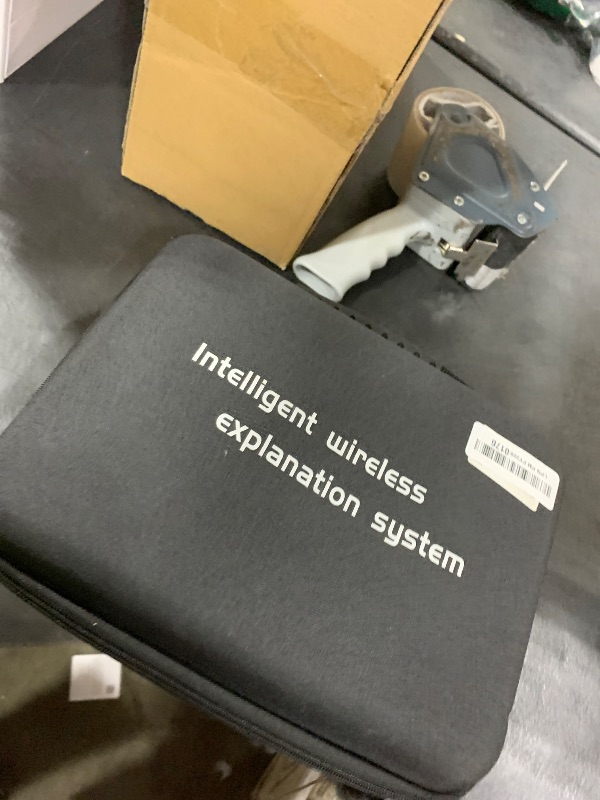 Intelligent wireless
explanation system